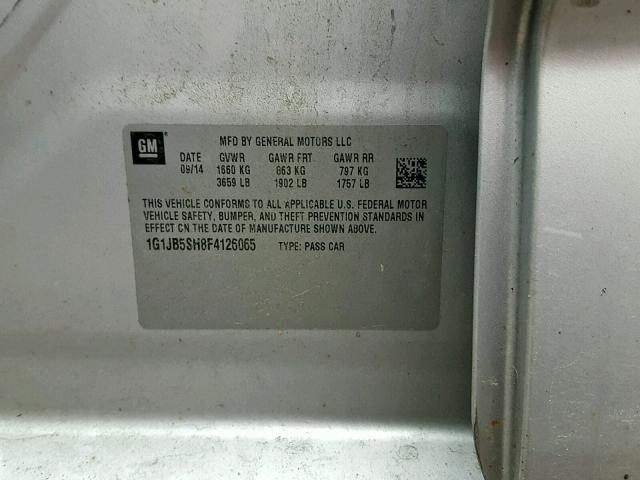 GM MFD BY GENERAL MOTORS LLC
DATE GVWR GAWR FRT GAWR RR
09/14 1660 KG 863 KG 797 KG
3659 LB 1902 LB 1757 LB
THIS VEHICLE CONFORMS TO ALL APPLICABLE U.S. FEDERAL MOTOR
VEHICLE SAFETY, BUMPER, AND THEFT PREVENTION STANDARDS IN
EFFECT ON THE DATE OF MANUFACTURE SHOWN ABOVE.
1G1JB5SH8F4126065 TYPE: PASS CAR